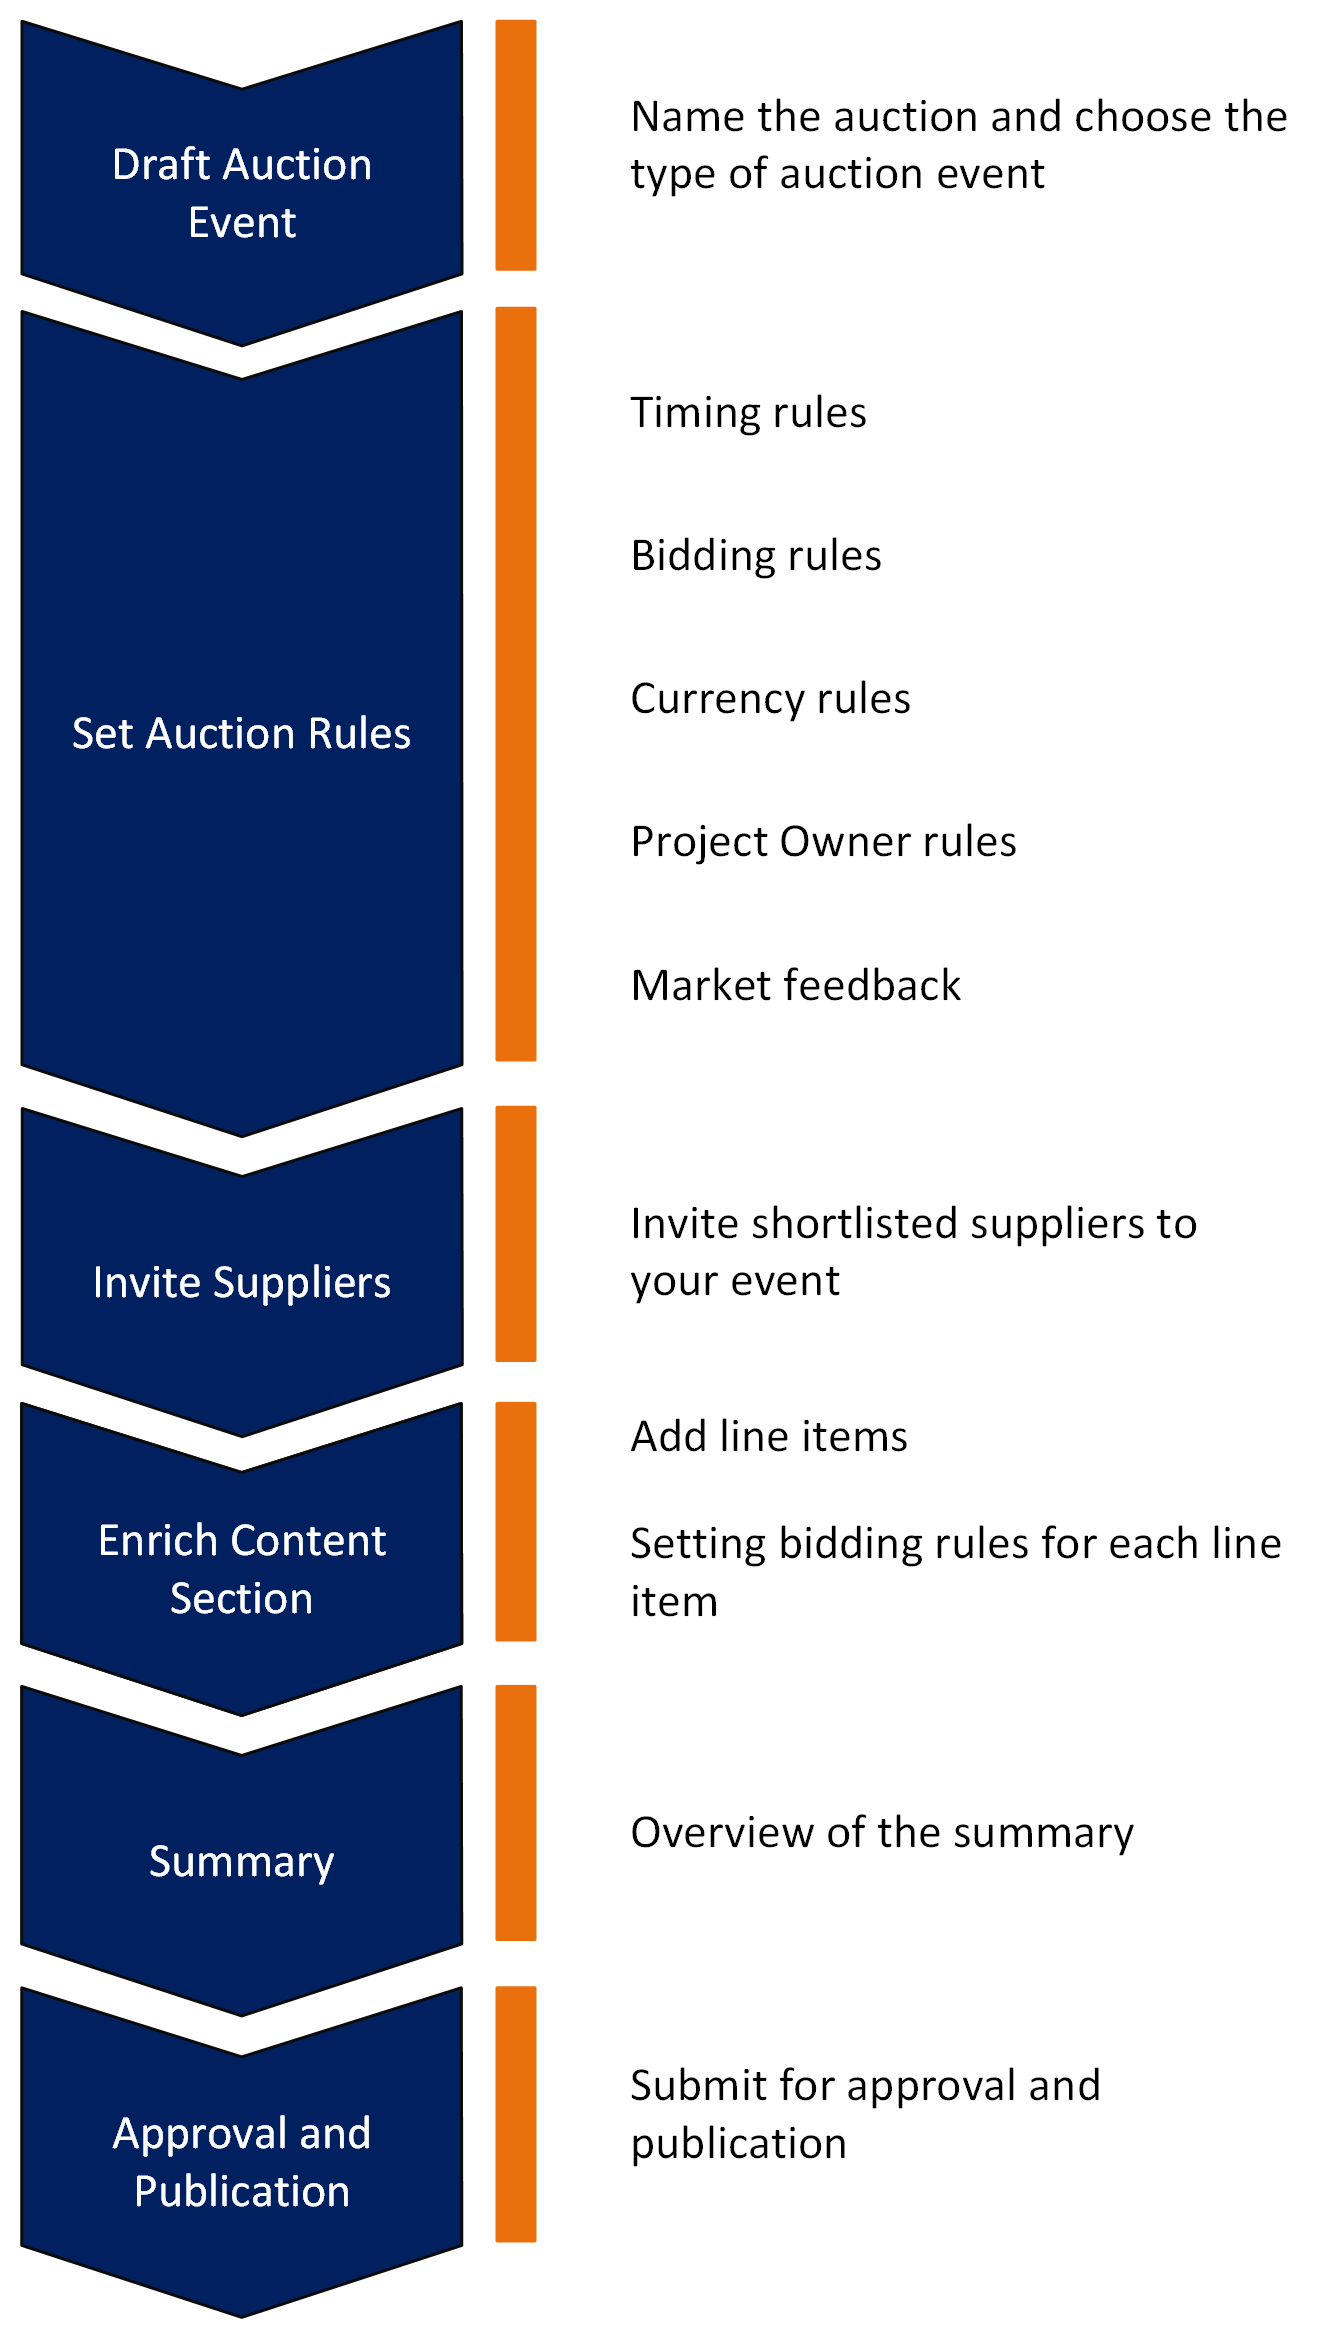 Draft Auction
Event
Name the auction and choose the
type of auction event
Set Auction Rules
Timing rules
Bidding rules
Currency rules
Project Owner rules
Market feedback
Invite Suppliers
Invite shortlisted suppliers to
your event
Enrich Content
Section
Add line items
Setting bidding rules for each line
item
Summary
Overview of the summary
Approval and
Publication
Submit for approval and
publication